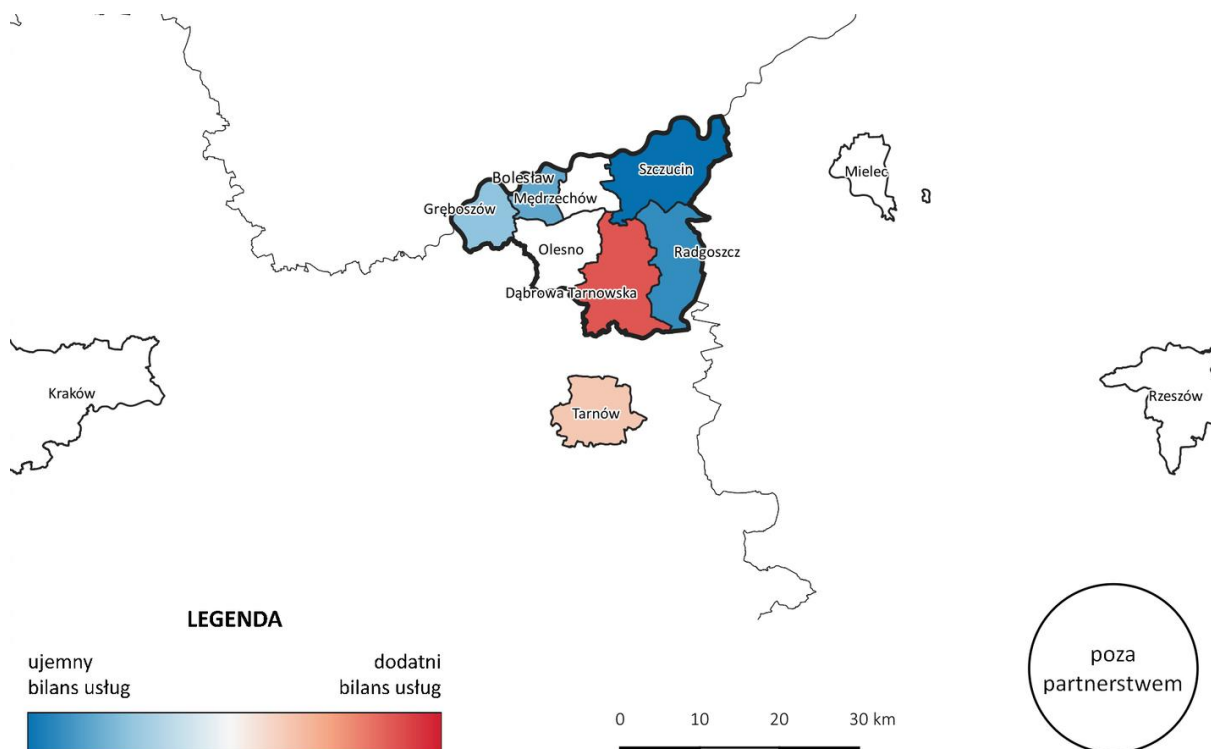 Szczucin
Mielec
Bolesław
Mędrzechów
Gręboszów
Olesno
Radgoszcz
Dąbrowa Tarnowska
Kraków
Rzeszów
Tarnów
LEGENDA
ujemny
bilans usług
dodatni
bilans usług
0 10 20 30 km
poza
partnerstwem